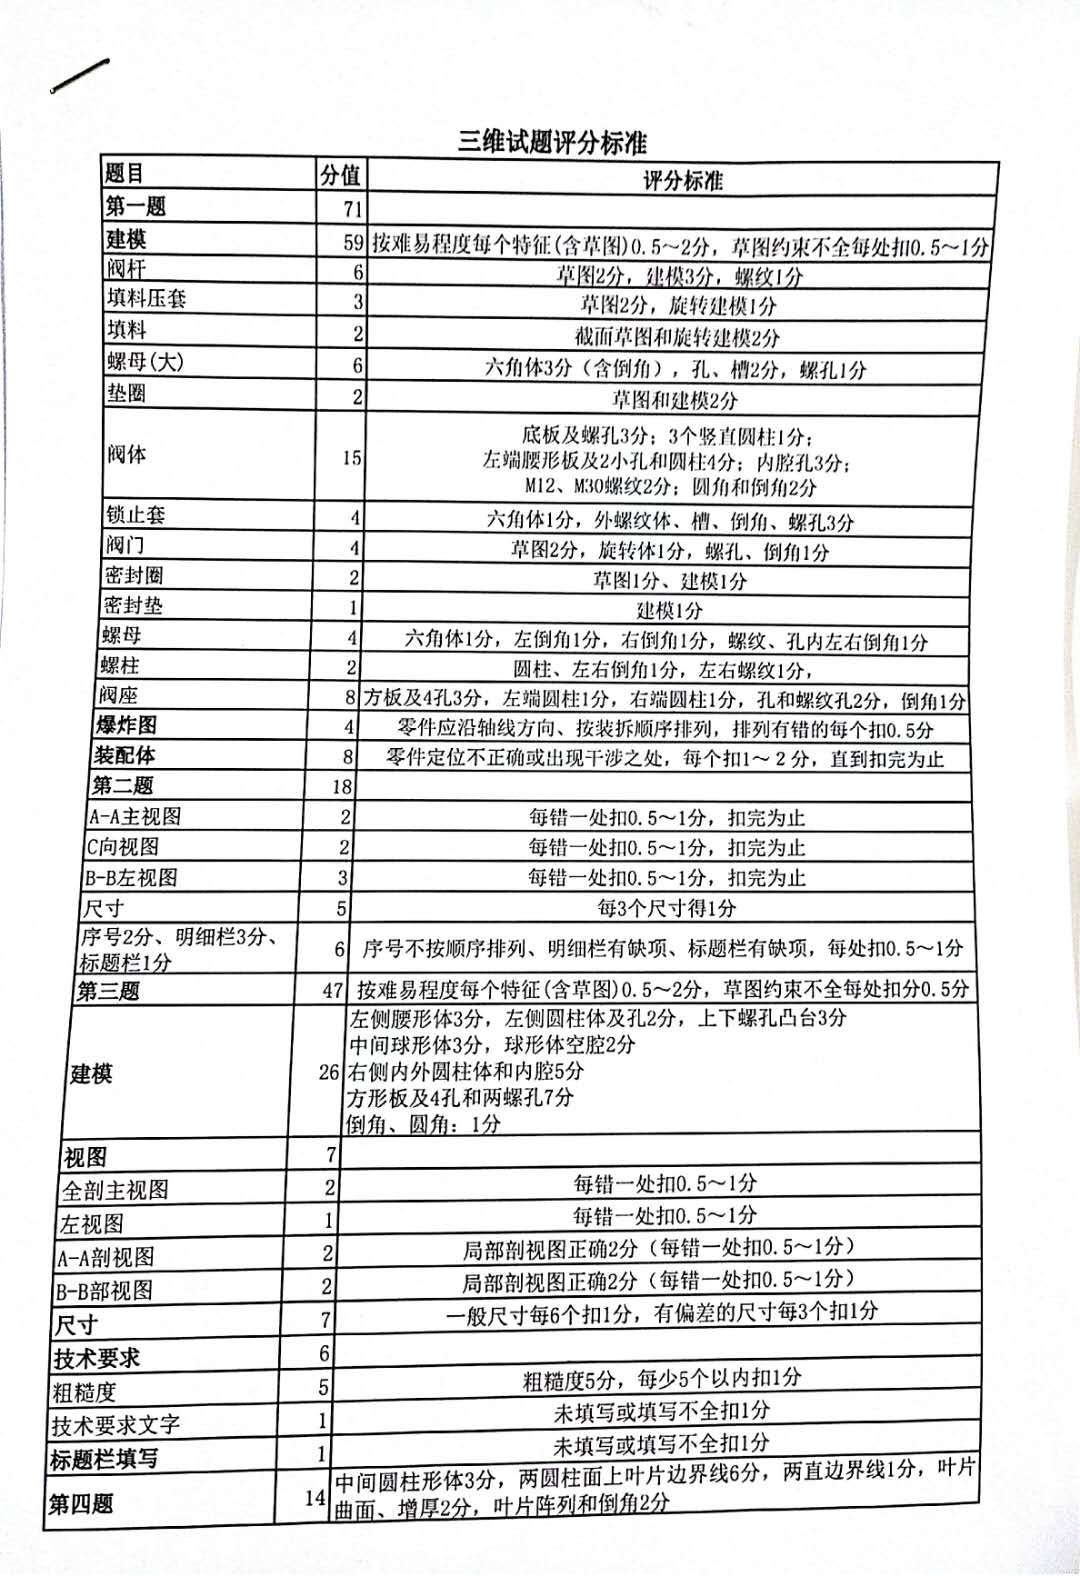 三维试题评分标准
题目 分值 评分标准
第一题 71
建模 59 按难易程度每个特征(含草图)0.5～2分，草图约束不全每处扣0.5～1分
阀杆 6 草图2分，建模3分，螺纹1分
填料压套 3 草图2分，旋转建模1分
填料 2 截面草图和旋转建模2分
螺母(大) 6 六角体3分（含倒角），孔、槽2分，螺孔1分
垫圈 2 草图和建模2分
阀体 15 底板及螺孔3分；3个竖直圆柱1分；
左端腰形板及2小孔和圆柱4分；内腔孔3分；
M12、M30螺纹2分；圆角和倒角2分
锁止套 4 六角体1分，外螺纹体、槽、倒角、螺孔3分
阀门 4 草图2分，旋转体1分，螺孔、倒角1分
密封圈 2 草图1分、建模1分
密封垫 1 建模1分
螺母 4 六角体1分，左倒角1分，右倒角1分，螺纹、孔内左右倒角1分
螺柱 2 圆柱、左右倒角1分，左右螺纹1分，
阀座 8 方板及4孔3分，左端圆柱1分，右端圆柱1分，孔和螺纹孔2分，倒角1分
爆炸图 4 零件应沿轴线方向、按装拆顺序排列，排列有错的每个扣0.5分
装配体 8 零件定位不正确或出现干涉之处，每个扣1～2分，直到扣完为止
第二题 18
A-A主视图 2 每错一处扣0.5～1分，扣完为止
C向视图 2 每错一处扣0.5～1分，扣完为止
B-B左视图 3 每错一处扣0.5～1分，扣完为止
尺寸 5 每3个尺寸得1分
序号2分、明细栏3分、
标题栏1分 6 序号不按顺序排列、明细栏有缺项、标题栏有缺项，每处扣0.5～1分
第三题 47 按难易程度每个特征(含草图)0.5～2分，草图约束不全每处扣分0.5分
建模 26 左侧腰形体3分，左侧圆柱体及孔2分，上下螺孔凸台3分
中间球形体3分，球形体空腔2分
右侧内外圆柱体和内腔5分
方形板及4孔和两螺孔7分
倒角、圆角：1分
视图 7
全剖主视图 2 每错一处扣0.5～1分
左视图 1 每错一处扣0.5～1分
A-A剖视图 2 局部剖视图正确2分（每错一处扣0.5～1分）
B-B部视图 2 局部剖视图正确2分（每错一处扣0.5～1分）
尺寸 7 一般尺寸每6个扣1分，有偏差的尺寸每3个扣1分
技术要求 6
粗糙度 5 粗糙度5分，每少5个以内扣1分
技术要求文字 1 未填写或填写不全扣1分
标题栏填写 1 未填写或填写不全扣1分
第四题 14 中间圆柱形体3分，两圆柱面上叶片边界线6分，两直边界线1分，叶片
曲面、增厚2分，叶片阵列和倒角2分